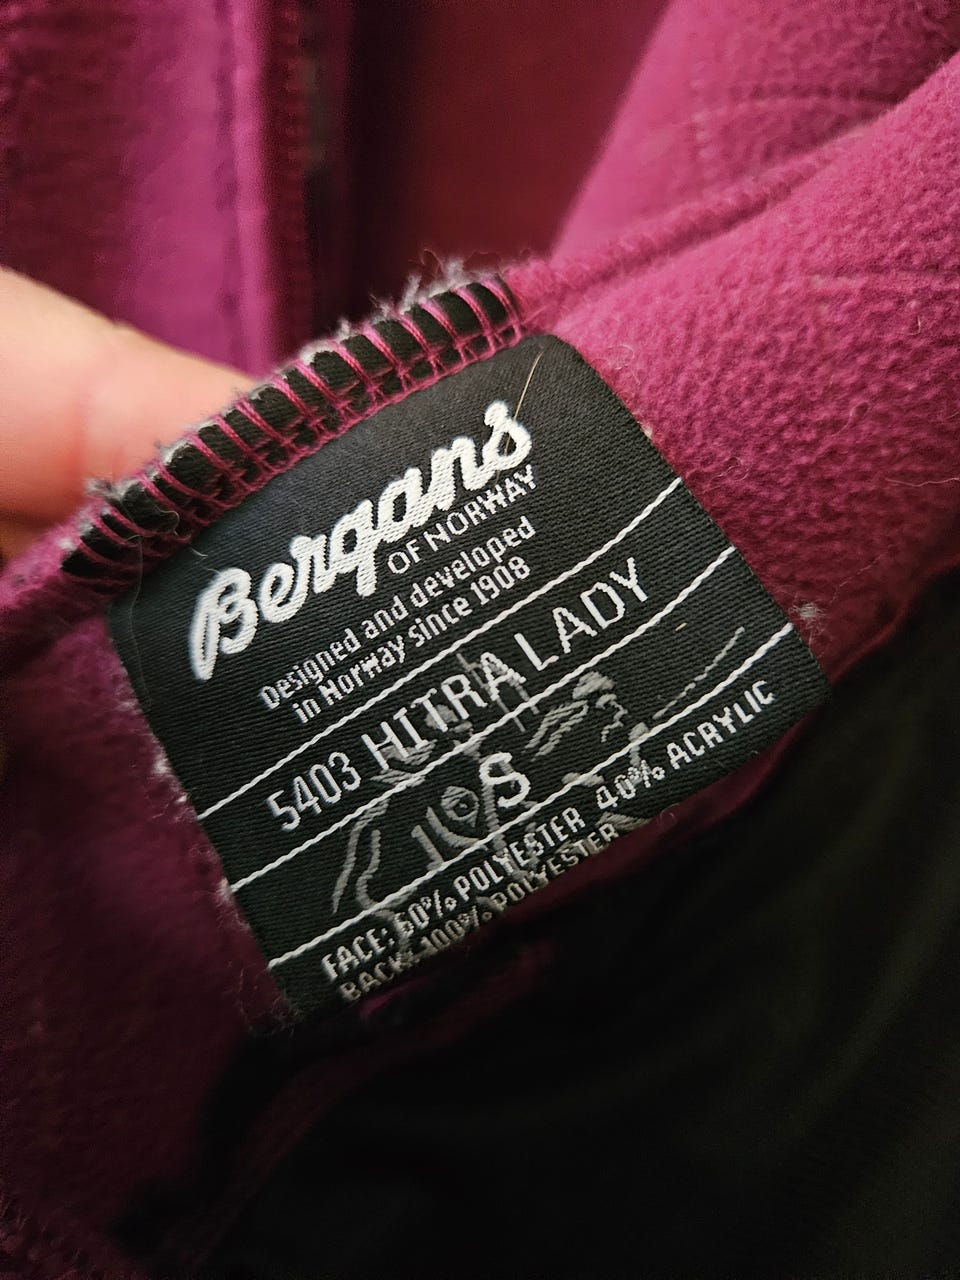 Bergans
OF NORWAY
Designed and developed
in Norway since 1908
5403 HITRA LADY
S
FACE: 60% POLYESTER 40% ACRYLIC
BACK: 100% POLYESTER